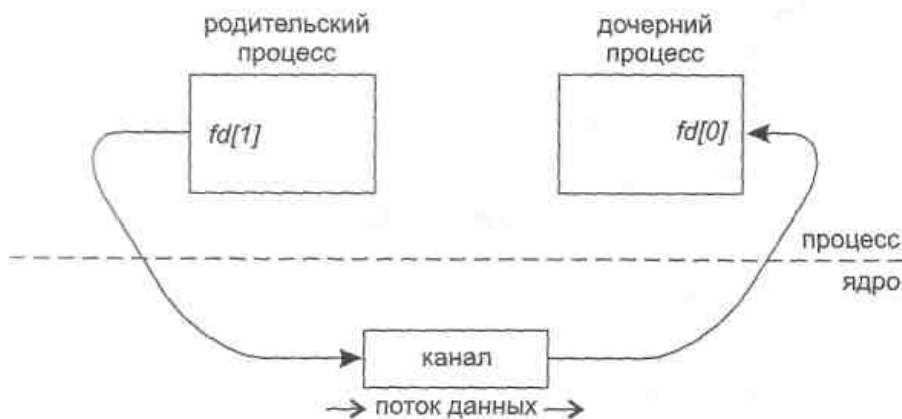 родительский
процесс
дочерний
процесс
fd[1]
fd[0]
процесс
ядро
канал
поток данных